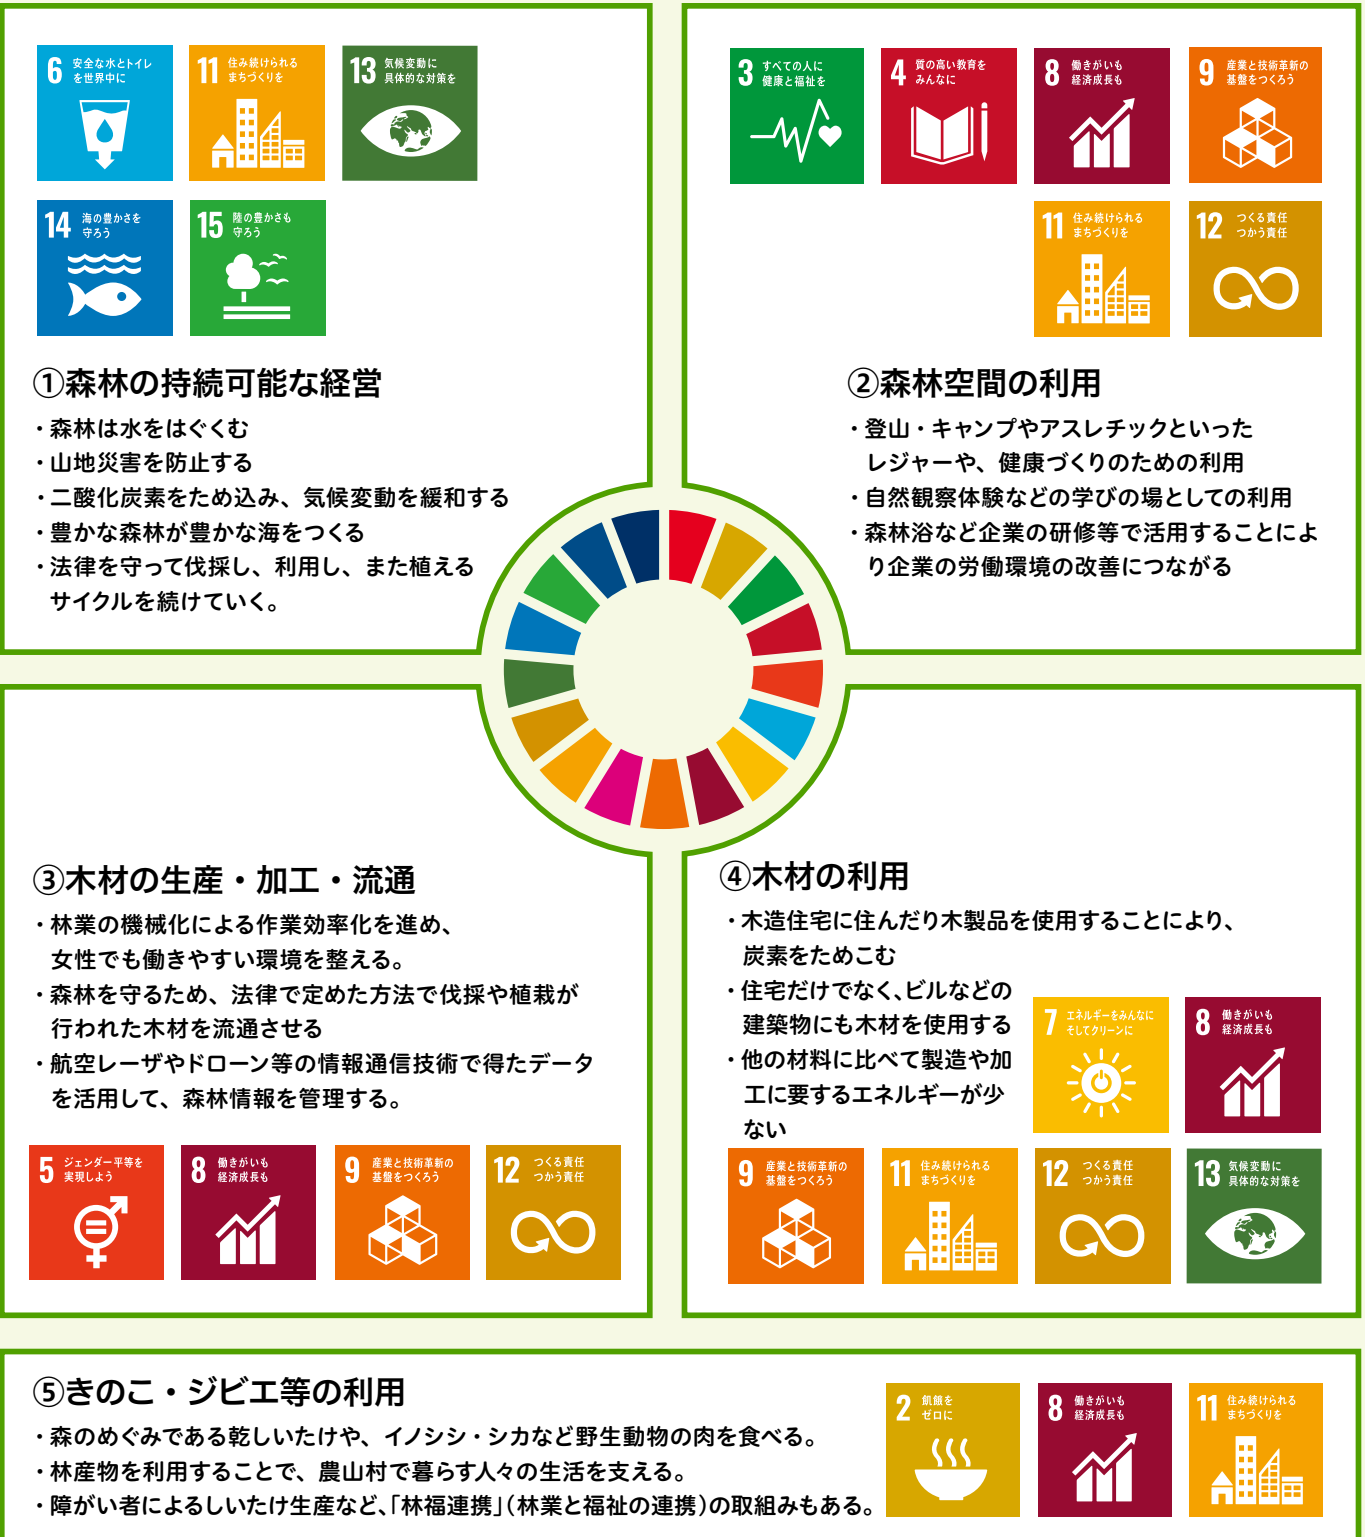 6 安全な水とトイレ
を世界中に
11 住み続けられる
まちづくりを
13 気候変動に
具体的な対策を
14 海の豊かさを
守ろう
15 陸の豊かさも
守ろう
①森林の持続可能な経営
・森林は水をはぐくむ
・山地災害を防止する
・二酸化炭素をため込み、気候変動を緩和する
・豊かな森林が豊かな海をつくる
・法律を守って伐採し、利用し、また植える
サイクルを続けていく。
3 すべての人に
健康と福祉を
4 質の高い教育を
みんなに
8 働きがいも
経済成長も
9 産業と技術革新の
基盤をつくろう
11 住み続けられる
まちづくりを
12 つくる責任
つかう責任
②森林空間の利用
・登山・キャンプやアスレチックといった
レジャーや、健康づくりのための利用
・自然観察体験などの学びの場としての利用
・森林浴など企業の研修等で活用することによ
り企業の労働環境の改善につながる
③木材の生産・加工・流通
・林業の機械化による作業効率化を進め、
女性でも働きやすい環境を整える。
・森林を守るため、法律で定めた方法で伐採や植栽が
行われた木材を流通させる
・航空レーザやドローン等の情報通信技術で得たデータ
を活用して、森林情報を管理する。
5 ジェンダー平等を
実現しよう
8 働きがいも
経済成長も
9 産業と技術革新の
基盤をつくろう
12 つくる責任
つかう責任
④木材の利用
・木造住宅に住んだり木製品を使用することにより、
炭素をためこむ
・住宅だけでなく、ビルなどの
建築物にも木材を使用する
・他の材料に比べて製造や加
工に要するエネルギーが少
ない
7 エネルギーをみんなに
そしてクリーンに
8 働きがいも
経済成長も
9 産業と技術革新の
基盤をつくろう
11 住み続けられる
まちづくりを
12 つくる責任
つかう責任
13 気候変動に
具体的な対策を
⑤きのこ・ジビエ等の利用
・森のめぐみである乾しいたけや、イノシシ・シカなど野生動物の肉を食べる。
・林産物を利用することで、農山村で暮らす人々の生活を支える。
・障がい者によるしいたけ生産など、「林福連携」(林業と福祉の連携)の取組みもある。
2 飢餓を
ゼロに
8 働きがいも
経済成長も
11 住み続けられる
まちづくりを